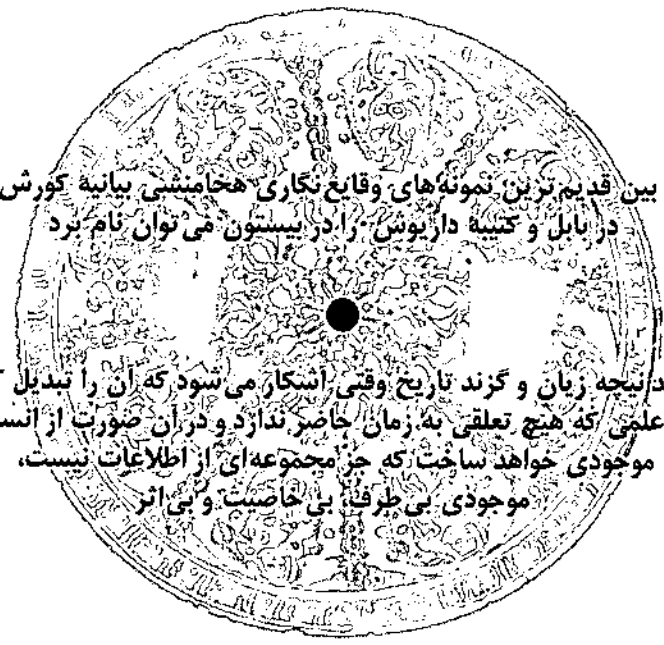 بین قدیم‌ترین نمونه‌های وقایع‌نگاری هخامنشی بیانیه کورش
در بابل و کتیبه داریوش را در بیستون می‌توان نام برد
نتیجه زیان و گزند تاریخ وقتی آشکار می‌شود که آن را تبدیل
علمی که هیچ تعلقی به زمان حاضر ندارد و در آن صورت از
موجودی خواهد ساخت که جز مجموعه‌ای از اطلاعات نیست،
موجودی بی‌طرف، بی‌خاصیت و بی‌اثر